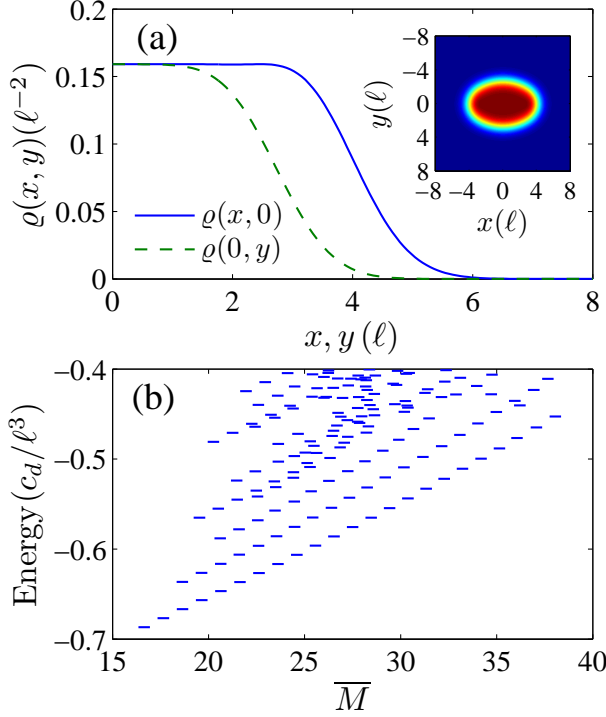 (a)
ϱ(x, y)(ℓ⁻²)
0.2
0.15
0.1
0.05
0
ϱ(x, 0)
ϱ(0, y)
0 2 4 6 8
x, y (ℓ)
y(ℓ)
−8
−4
0
4
8
−8 −4 0 4 8
x(ℓ)
(b)
Energy (c_d/ℓ³)
−0.4
−0.5
−0.6
−0.7
15 20 25 30 35 40
M̅